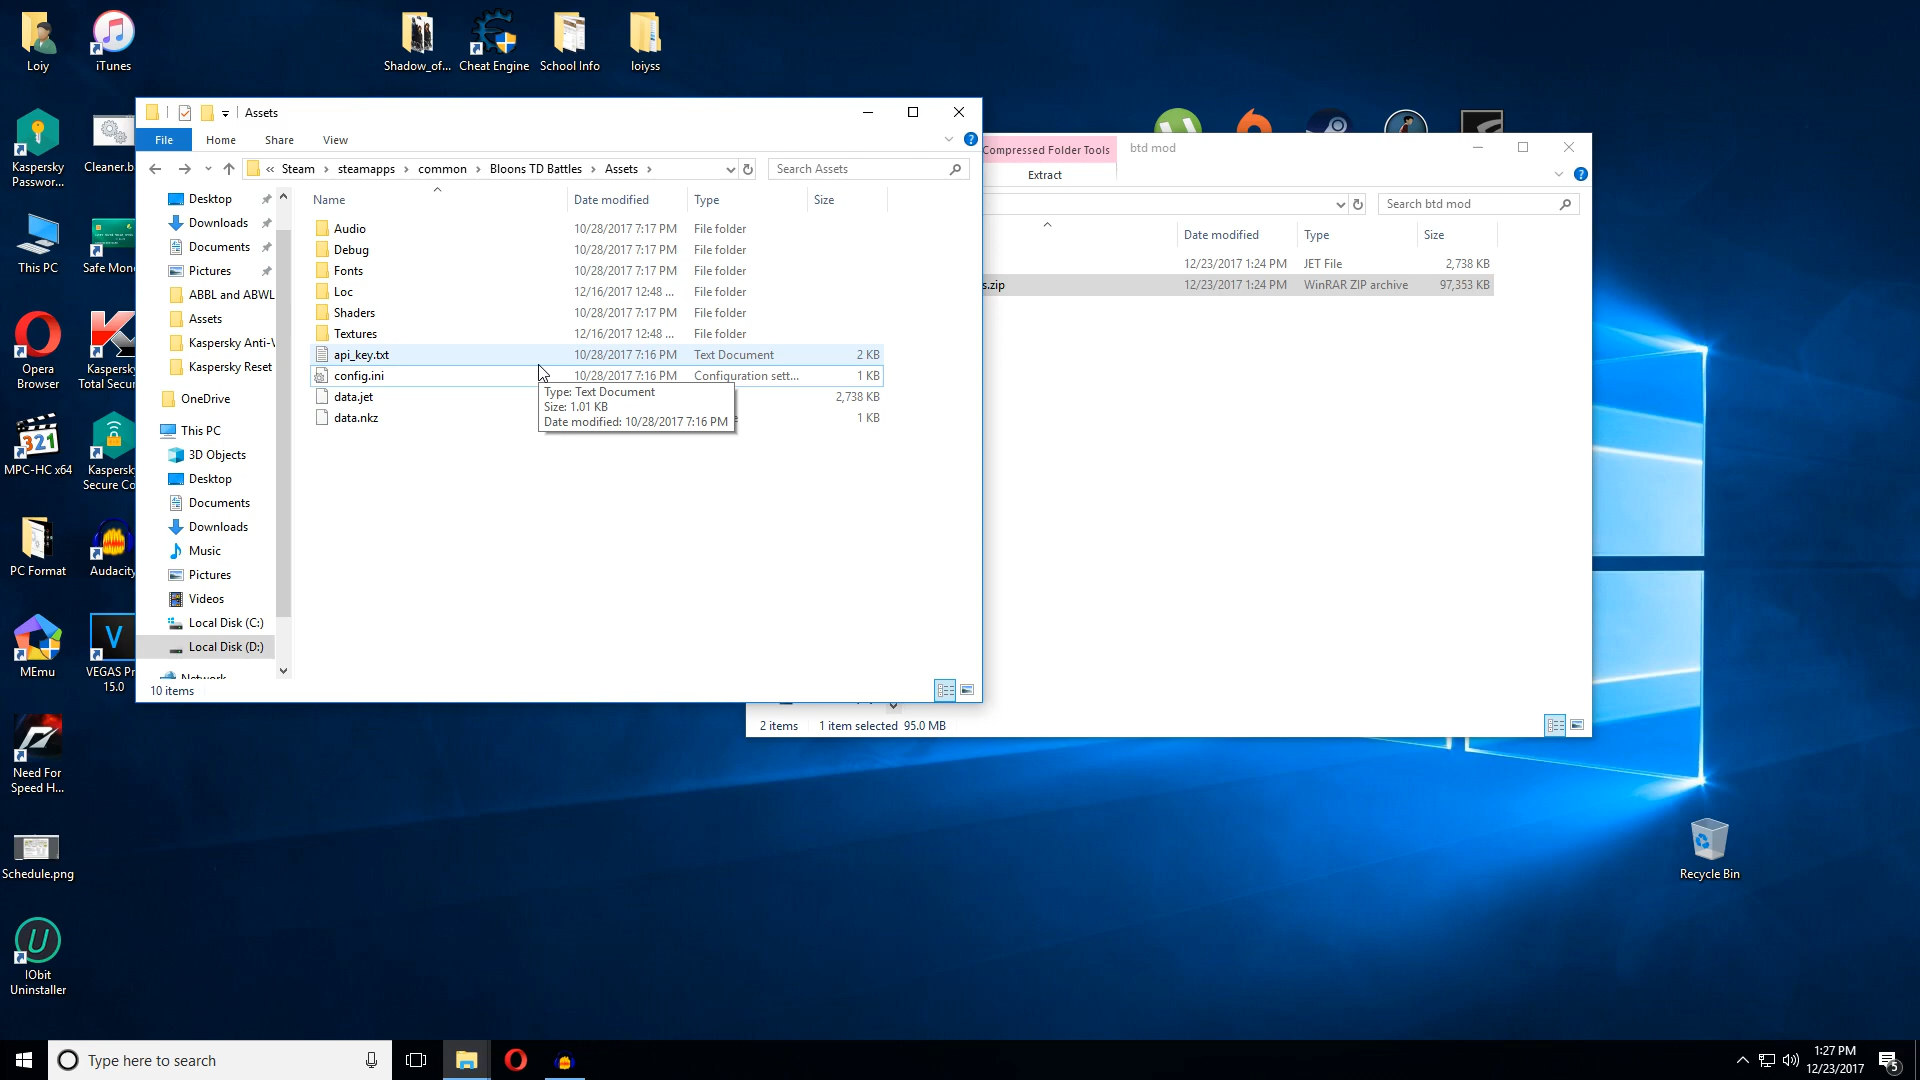 Loiy
iTunes
Shadow_of...
Cheat Engine
School Info
loiyss
Kaspersky
Passwor...
Cleaner.b
This PC
Safe Mon
Opera
Browser
Kaspersky
Total Secur
MPC-HC x64
Kaspersky
Secure Co
PC Format
Audacity
MEmu
VEGAS Pr
15.0
Need For
Speed H...
Schedule.png
IObit
Uninstaller
Recycle Bin
Assets
File Home Share View
« Steam › steamapps › common › Bloons TD Battles › Assets ›
Search Assets
Desktop
Downloads
Documents
Pictures
ABBL and ABWL
Assets
Kaspersky Anti-V
Kaspersky Reset
OneDrive
This PC
3D Objects
Desktop
Documents
Downloads
Music
Pictures
Videos
Local Disk (C:)
Local Disk (D:)
Network
Name Date modified Type Size
Audio 10/28/2017 7:17 PM File folder
Debug 10/28/2017 7:17 PM File folder
Fonts 10/28/2017 7:17 PM File folder
Loc 12/16/2017 12:48 ... File folder
Shaders 10/28/2017 7:17 PM File folder
Textures 12/16/2017 12:48 ... File folder
api_key.txt 10/28/2017 7:16 PM Text Document 2 KB
config.ini 10/28/2017 7:16 PM Configuration sett... 1 KB
data.jet 2,738 KB
data.nkz 1 KB
Type: Text Document
Size: 1.01 KB
Date modified: 10/28/2017 7:16 PM
10 items
Compressed Folder Tools
btd mod
Extract
Search btd mod
Date modified Type Size
12/23/2017 1:24 PM JET File 2,738 KB
s.zip 12/23/2017 1:24 PM WinRAR ZIP archive 97,353 KB
2 items 1 item selected 95.0 MB
Type here to search
1:27 PM
12/23/2017
5